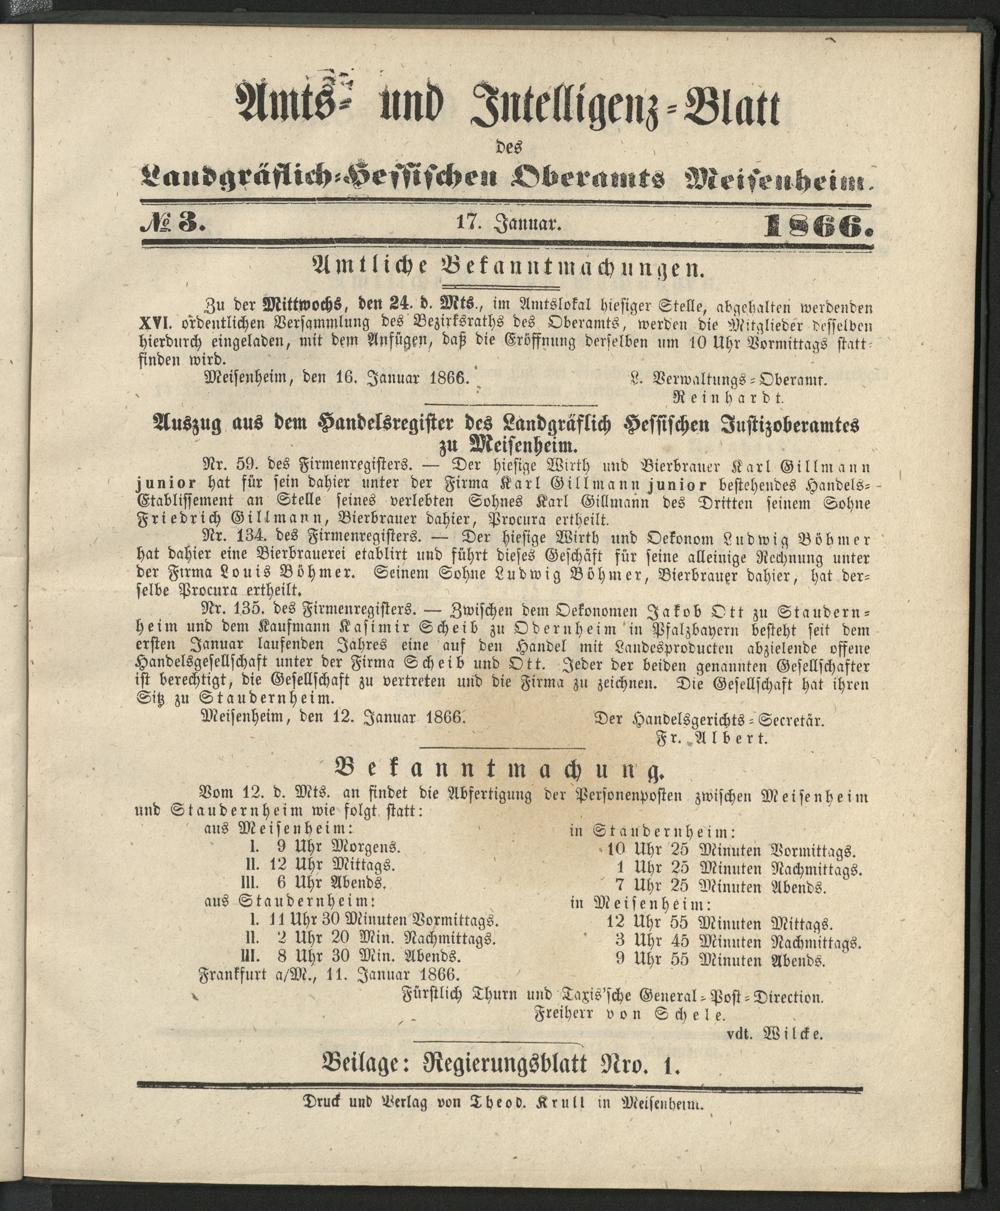 Amts- und Intelligenz-Blatt
des
Landgräflich-Hessischen Oberamts Meisenheim.
№ 3. 17. Januar. 1866.
Amtliche Bekanntmachungen.
Zu der Mittwochs, den 24. d. Mts., im Amtslokal hiesiger Stelle, abgehalten werdenden
XVI. ordentlichen Versammlung des Bezirksraths des Oberamts, werden die Mitglieder desselben
hierdurch eingeladen, mit dem Anfügen, daß die Eröffnung derselben um 10 Uhr Vormittags statt-
finden wird.
Meisenheim, den 16. Januar 1866. L. Verwaltungs-Oberamt.
Reinhardt.
Auszug aus dem Handelsregister des Landgräflich Hessischen Justizoberamtes
zu Meisenheim.
Nr. 59. des Firmenregisters. — Der hiesige Wirth und Bierbrauer Karl Gillmann
junior hat für sein dahier unter der Firma Karl Gillmann junior bestehendes Handels-
Etablissement an Stelle seines verlebten Sohnes Karl Gillmann des Dritten seinem Sohne
Friedrich Gillmann, Bierbrauer dahier, Procura ertheilt.
Nr. 134. des Firmenregisters. — Der hiesige Wirth und Oekonom Ludwig Böhmer
hat dahier eine Bierbrauerei etablirt und führt dieses Geschäft für seine alleinige Rechnung unter
der Firma Louis Böhmer. Seinem Sohne Ludwig Böhmer, Bierbrauer dahier, hat der-
selbe Procura ertheilt.
Nr. 135. des Firmenregisters. — Zwischen dem Oekonomen Jakob Ott zu Staudern-
heim und dem Kaufmann Kasimir Scheib zu Odernheim in Pfalzbayern besteht seit dem
ersten Januar laufenden Jahres eine auf den Handel mit Landesproducten abzielende offene
Handelsgesellschaft unter der Firma Scheib und Ott. Jeder der beiden genannten Gesellschafter
ist berechtigt, die Gesellschaft zu vertreten und die Firma zu zeichnen. Die Gesellschaft hat ihren
Sitz zu Staudernheim.
Meisenheim, den 12. Januar 1866. Der Handelsgerichts-Secretär.
Fr. Albert.
Bekanntmachung.
Vom 12. d. Mts. an findet die Abfertigung der Personenposten zwischen Meisenheim
und Staudernheim wie folgt statt:
aus Meisenheim: in Staudernheim:
I. 9 Uhr Morgens. 10 Uhr 25 Minuten Vormittags.
II. 12 Uhr Mittags. 1 Uhr 25 Minuten Nachmittags.
III. 6 Uhr Abends. 7 Uhr 25 Minuten Abends.
aus Staudernheim: in Meisenheim:
I. 11 Uhr 30 Minuten Vormittags. 12 Uhr 55 Minuten Mittags.
II. 2 Uhr 20 Min. Nachmittags. 3 Uhr 45 Minuten Nachmittags.
III. 8 Uhr 30 Min. Abends. 9 Uhr 55 Minuten Abends.
Frankfurt a/M., 11. Januar 1866.
Fürstlich Thurn und Taxis'sche General-Post-Direction.
Freiherr von Schele.
vdt. Wilcke.
Beilage: Regierungsblatt Nro. 1.
Druck und Verlag von Theod. Krull in Meisenheim.